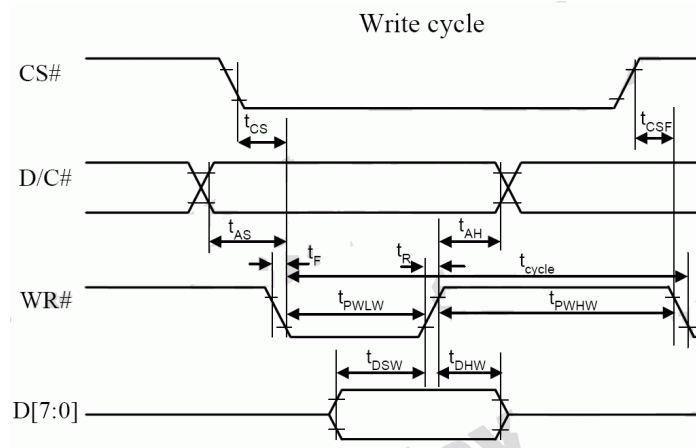 Write cycle
CS#
tCS
tCSF
D/C#
tAS
tAH
tF
tR
tcycle
WR#
tPWLW
tPWHW
tDSW
tDHW
D[7:0]